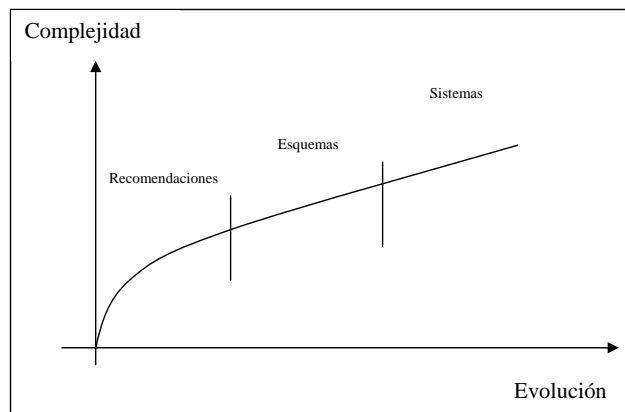 Complejidad
Sistemas
Esquemas
Recomendaciones
Evolución